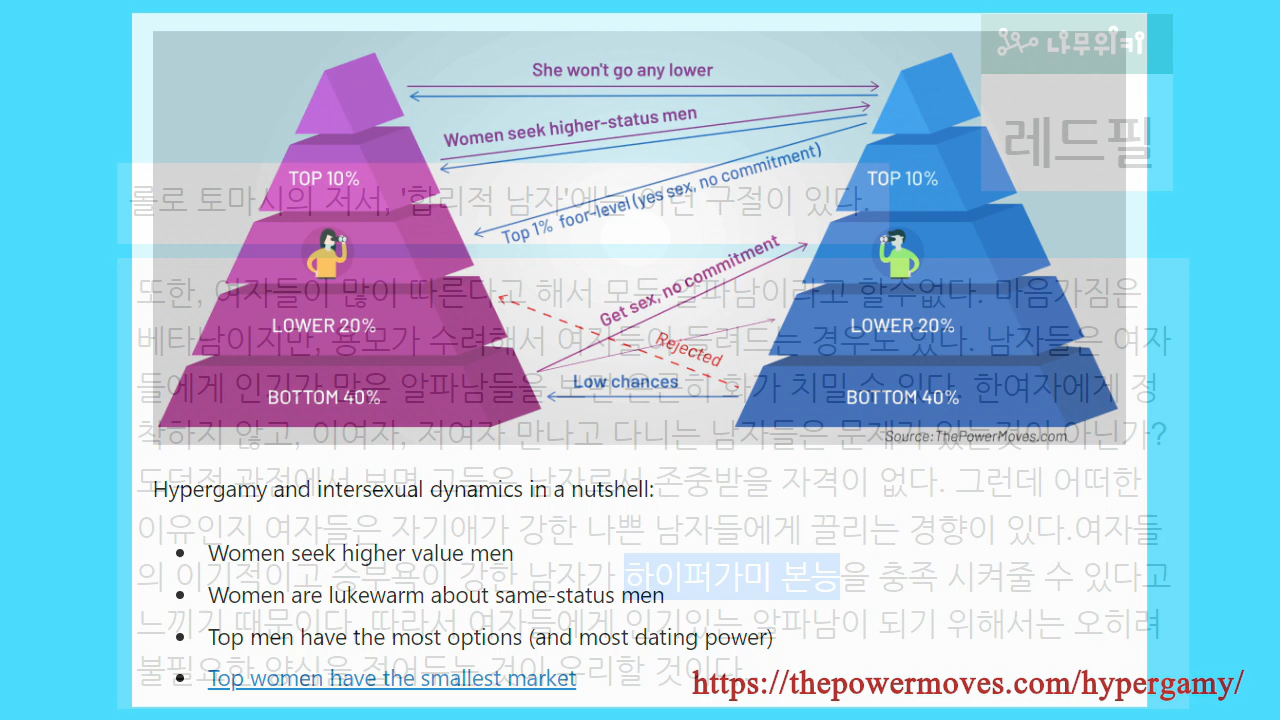 나무위키
레드필
She won't go any lower
Women seek higher-status men
Top 1% foor-level (yes sex, no commitment)
Get sex, no commitment
Rejected
Low chances
TOP 10%
LOWER 20%
BOTTOM 40%
TOP 10%
LOWER 20%
BOTTOM 40%
Source:ThePowerMoves.com
롤로 토마시의 저서, '합리적 남자'에는 이런 구절이 있다.
또한, 여자들이 많이 따른다고 해서 모두 알파남이라고 할수없다. 마음가짐은
베타남이지만, 용모가 수려해서 여자들이 들려드는 경우도 있다. 남자들은 여자
들에게 인기가 많은 알파남들을 보면 은근히 화가 치밀 수 있다. 한여자에게 정
착하지 않고, 이여자, 저여자 만나고 다니는 남자들은 문제가 있는것이 아닌가?
도덕적 관점에서 보면 그들은 남자로서 존중받을 자격이 없다. 그런데 어떠한
이유인지 여자들은 자기애가 강한 나쁜 남자들에게 끌리는 경향이 있다.여자들
의 이기적이고 승부욕이 강한 남자가 하이퍼가미 본능을 충족 시켜줄 수 있다고
느끼기 때문이다. 따라서 여자들에게 인기있는 알파남이 되기 위해서는 오히려
불필요한 양심을 접어두는 것이 유리할 것이다.
Hypergamy and intersexual dynamics in a nutshell:
• Women seek higher value men
• Women are lukewarm about same-status men
• Top men have the most options (and most dating power)
• Top women have the smallest market
https://thepowermoves.com/hypergamy/